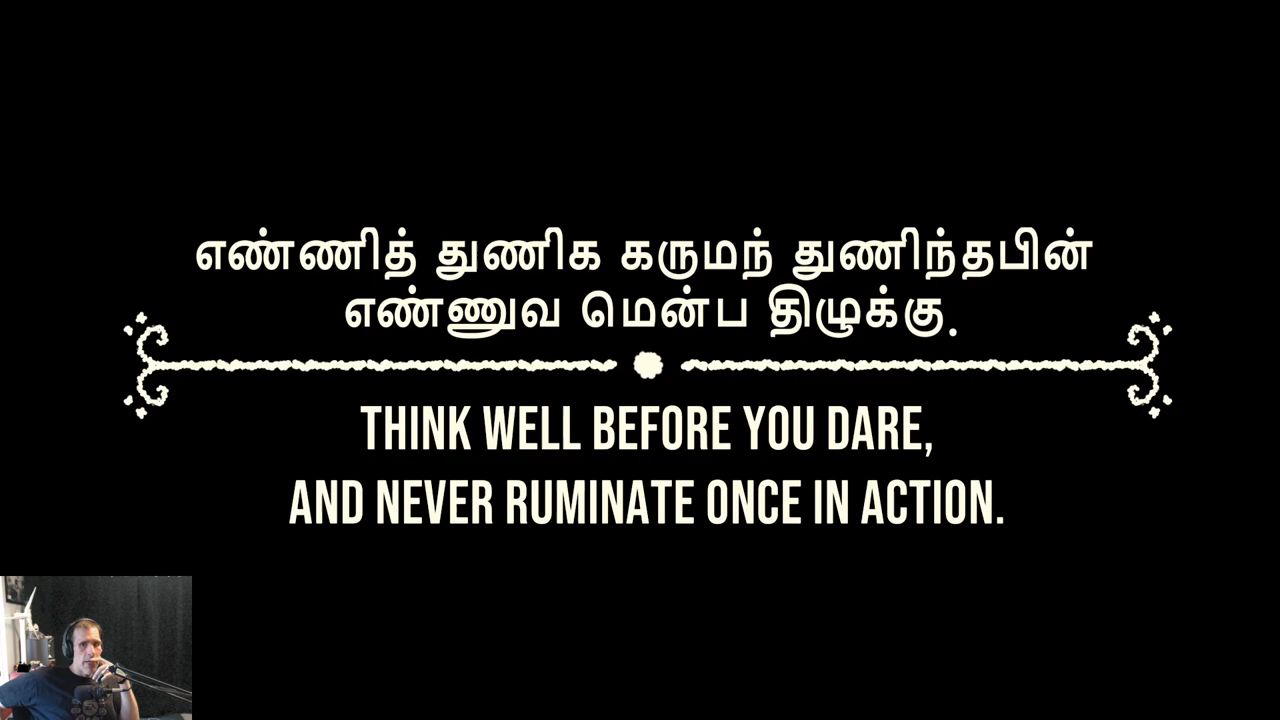 எண்ணித் துணிக கருமந் துணிந்தபின்
எண்ணுவ மென்ப திழுக்கு.
THINK WELL BEFORE YOU DARE,
AND NEVER RUMINATE ONCE IN ACTION.